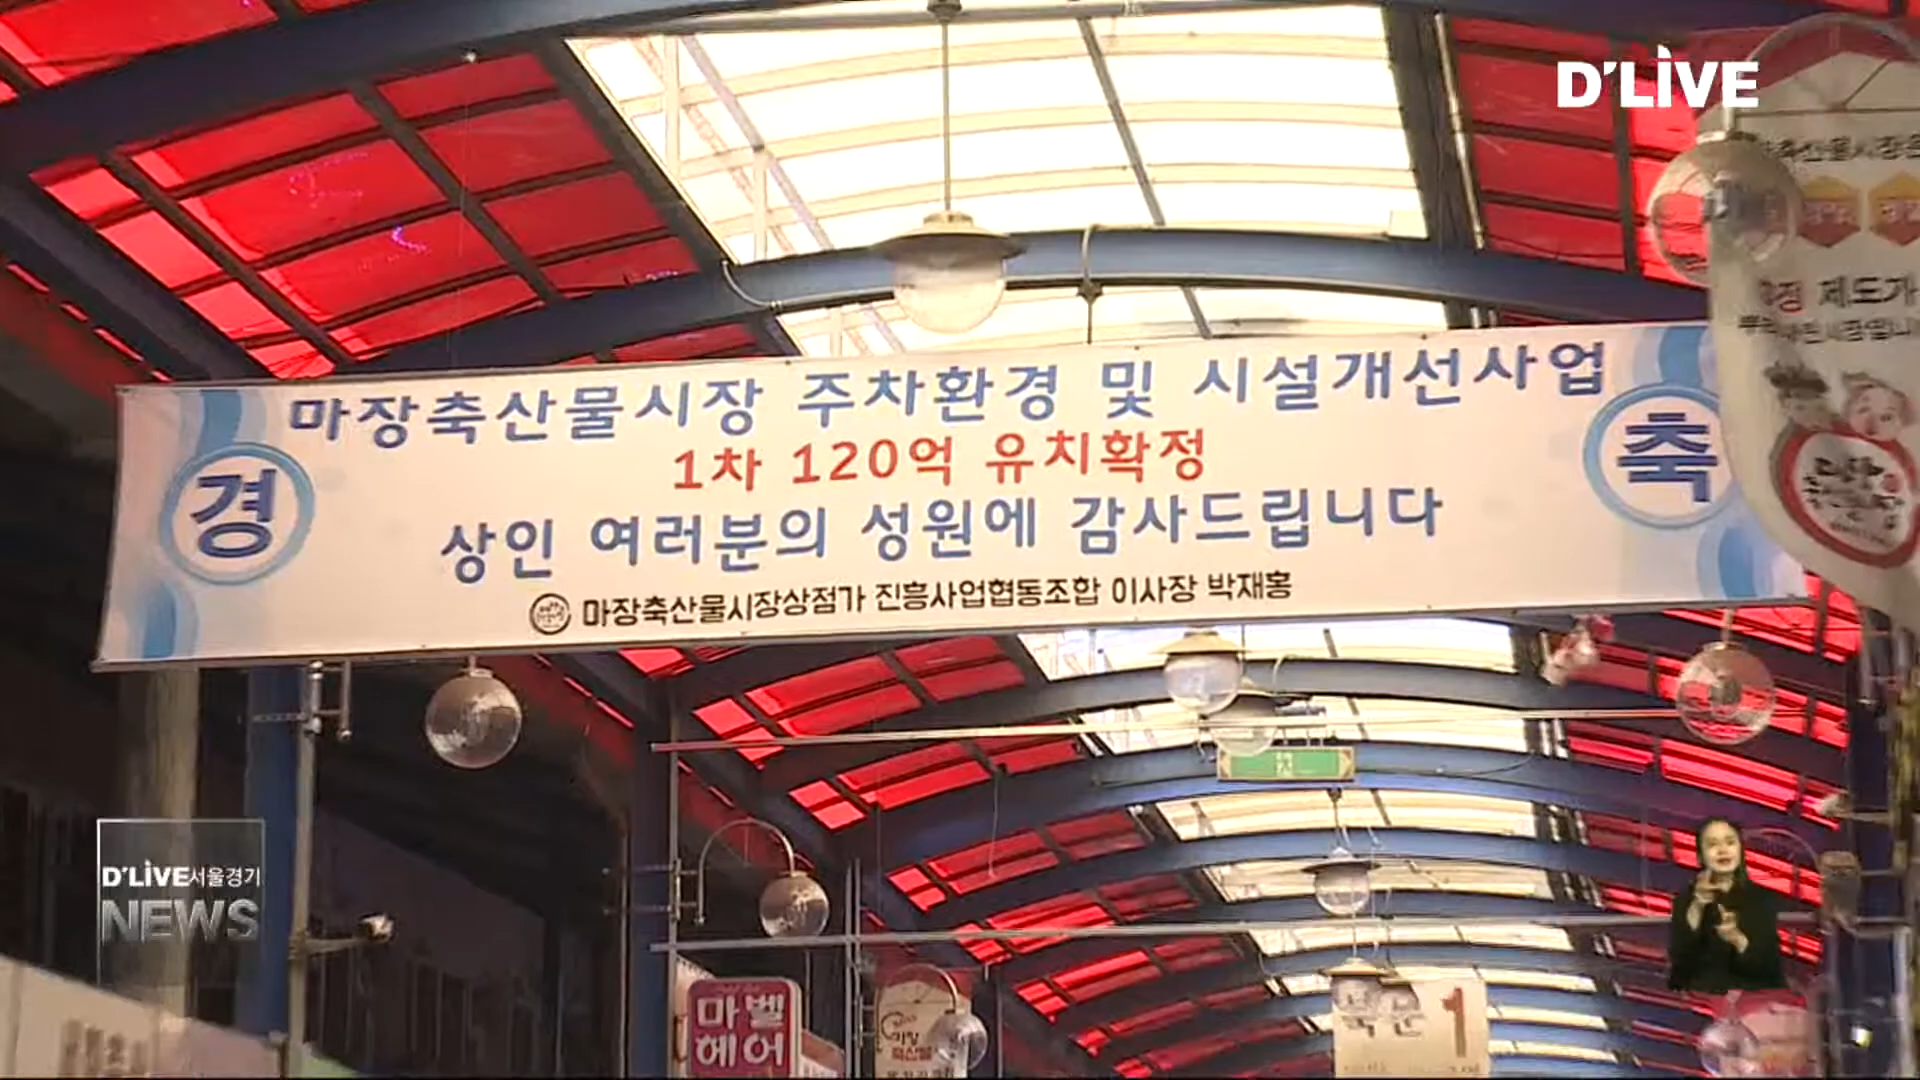 D'LIVE
마장축산물시장 주차환경 및 시설개선사업
1차 120억 유치확정
경
축
상인 여러분의 성원에 감사드립니다
마장축산물시장상점가 진흥사업협동조합 이사장 박재홍
제도가
D'LIVE서울경기
NEWS
마벨
헤어
1